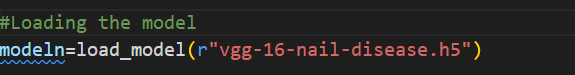 #Loading the model
modeln=load_model(r"vgg-16-nail-disease.h5")